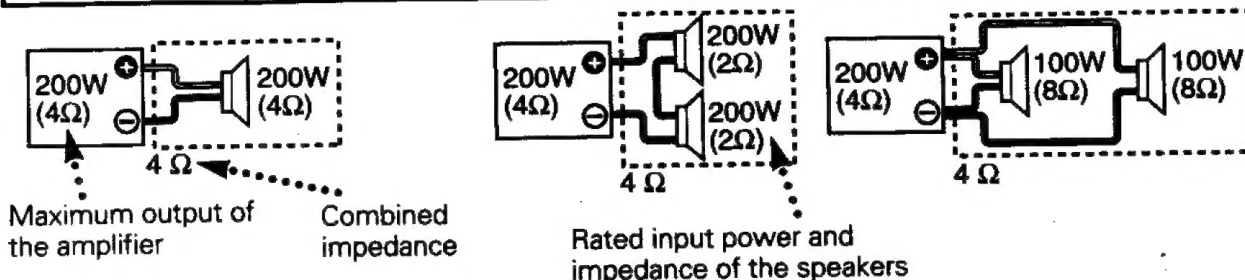 200W
(4Ω)
+
−
200W
(4Ω)
4 Ω
Maximum output of
the amplifier
Combined
impedance
200W
(4Ω)
+
−
200W
(2Ω)
200W
(2Ω)
4 Ω
Rated input power and
impedance of the speakers
200W
(4Ω)
+
−
100W
(8Ω)
100W
(8Ω)
4 Ω